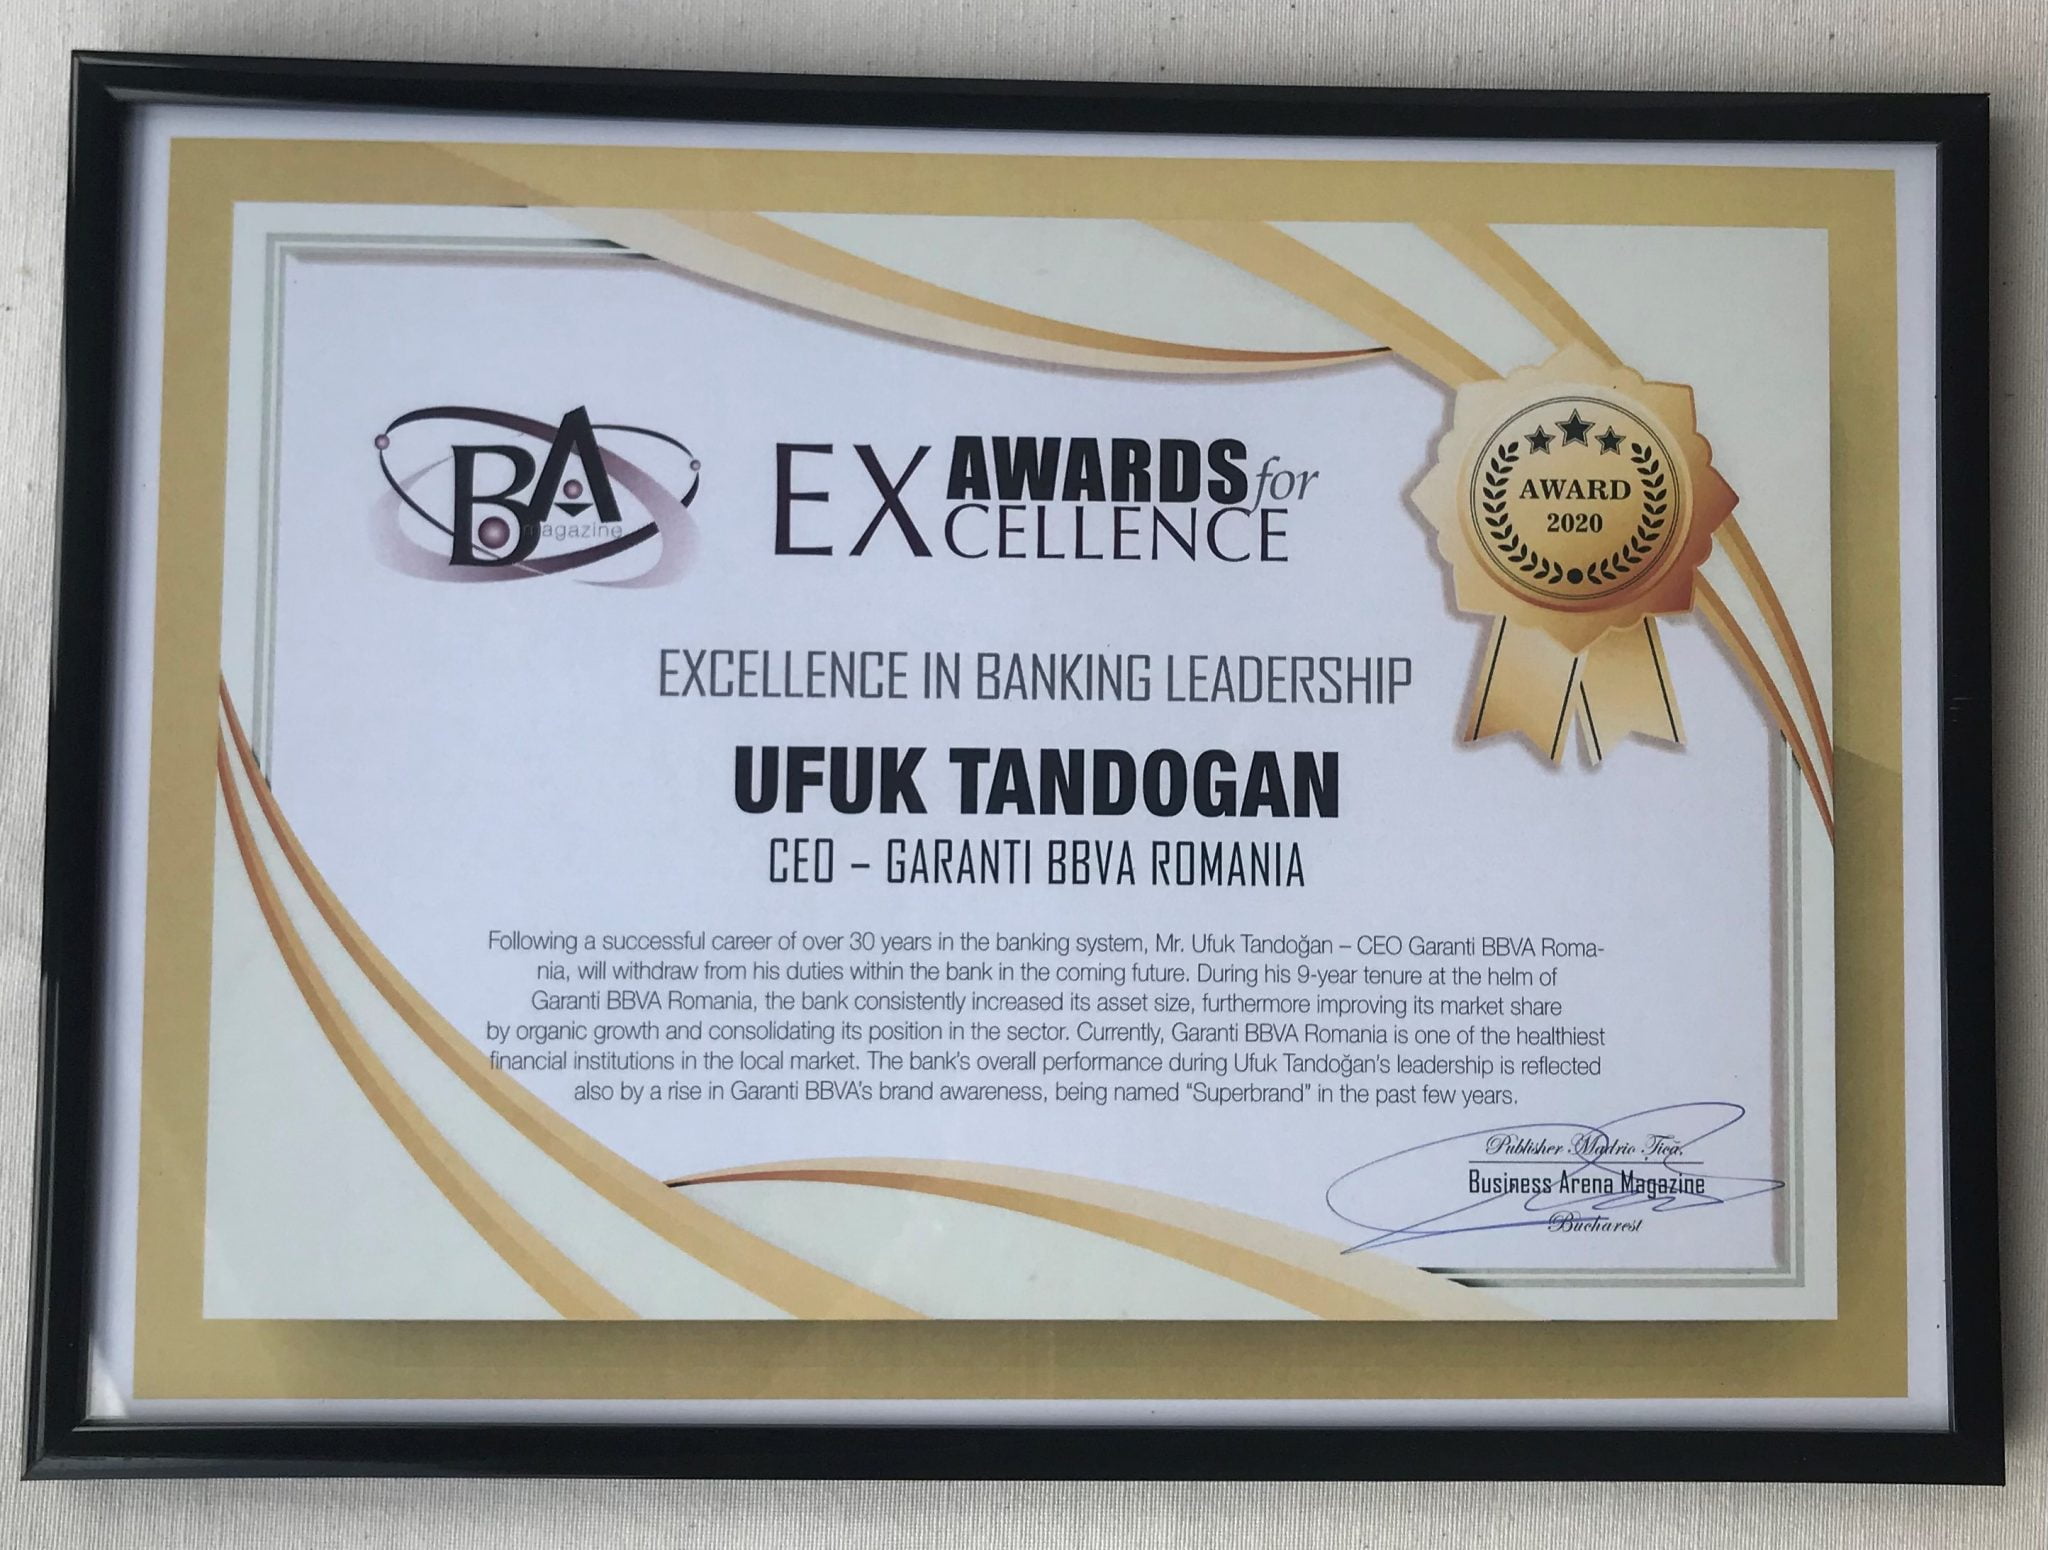 BA
magazine
AWARDS for
EXCELLENCE
AWARD
2020
EXCELLENCE IN BANKING LEADERSHIP
UFUK TANDOGAN
CEO – GARANTI BBVA ROMANIA
Following a successful career of over 30 years in the banking system, Mr. Ufuk Tandoğan – CEO Garanti BBVA Roma-
nia, will withdraw from his duties within the bank in the coming future. During his 9-year tenure at the helm of
Garanti BBVA Romania, the bank consistently increased its asset size, furthermore improving its market share
by organic growth and consolidating its position in the sector. Currently, Garanti BBVA Romania is one of the healthiest
financial institutions in the local market. The bank's overall performance during Ufuk Tandoğan's leadership is reflected
also by a rise in Garanti BBVA's brand awareness, being named “Superbrand” in the past few years.
Publisher Madrio Țică,
Business Arena Magazine
Bucharest